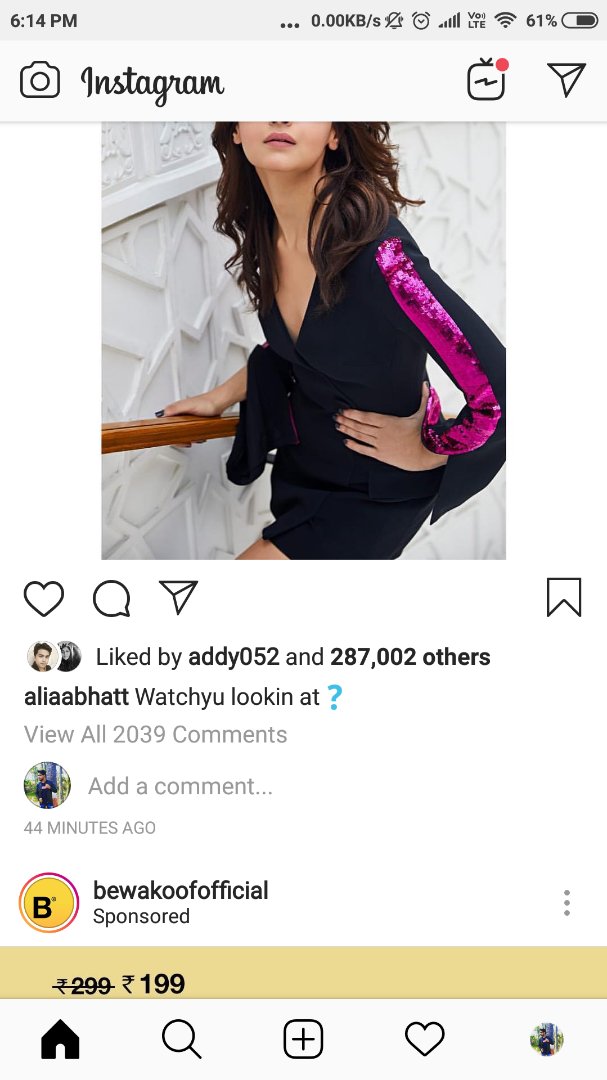 6:14 PM ... 0.00KB/s Vo) LTE 61%
Instagram
Liked by addy052 and 287,002 others
aliaabhatt Watchyu lookin at ❓
View All 2039 Comments
Add a comment...
44 MINUTES AGO
B
bewakoofofficial
Sponsored
₹299 ₹199